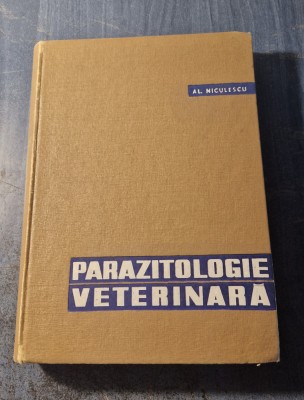 AL. NICULESCU
PARAZITOLOGIE
VETERINARĂ